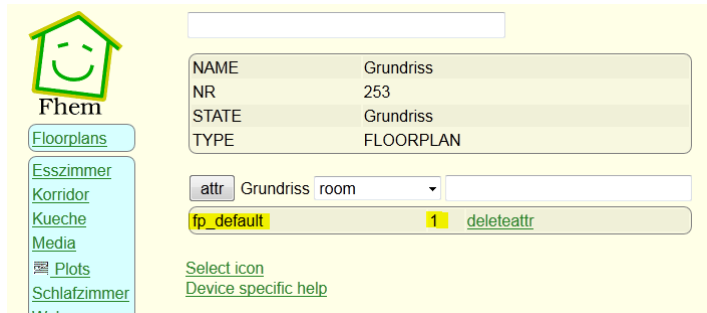 Fhem
Floorplans
Esszimmer
Korridor
Kueche
Media
Plots
Schlafzimmer
NAME Grundriss
NR 253
STATE Grundriss
TYPE FLOORPLAN
attr Grundriss room
fp_default 1 deleteattr
Select icon
Device specific help